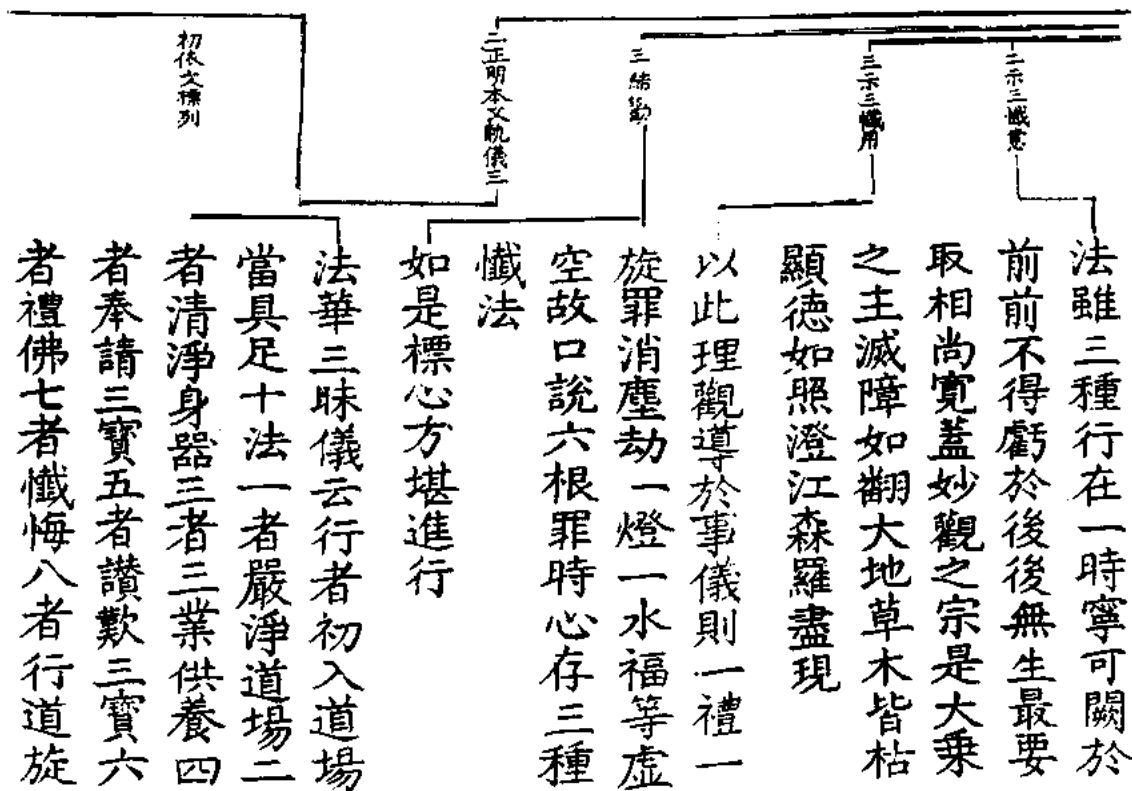 二示三懺意
三示三懺用
三結勸
二正明本文軌儀三
初依文標列
法雖三種行在一時寧可闕於
前前不得虧於後後無生最要
取相尚寬蓋妙觀之宗是大乗
之主滅障如翻大地草木皆枯
顯德如照澄江森羅盡現
以此理觀導於事儀則一禮一
旋罪消塵劫一燈一水福等虛
空故口說六根罪時心存三種
懺法
如是標心方堪進行
法華三昧儀云行者初入道場
當具足十法一者嚴淨道場二
者清淨身器三者三業供養四
者奉請三寶五者讚歎三寶六
者禮佛七者懺悔八者行道旋